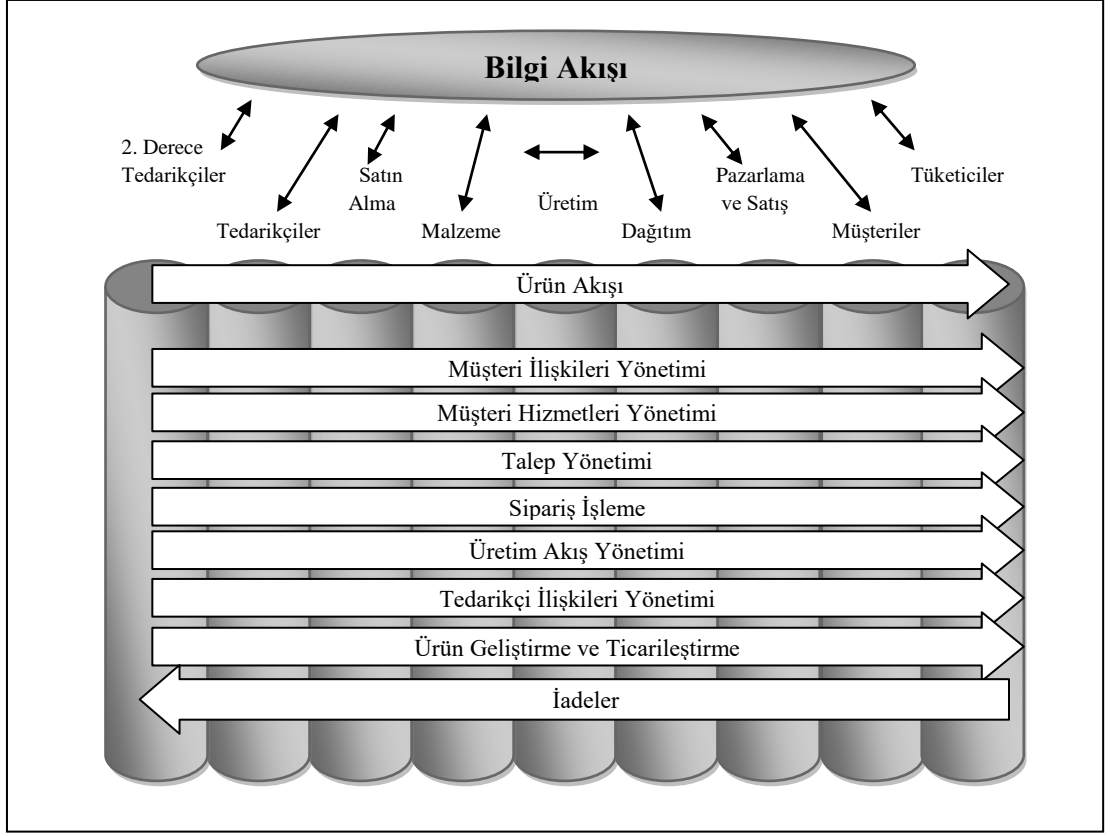 Bilgi Akışı
2. Derece
Tedarikçiler
Tedarikçiler
Satın
Alma
Malzeme
Üretim
Dağıtım
Pazarlama
ve Satış
Müşteriler
Tüketiciler
Ürün Akışı
Müşteri İlişkileri Yönetimi
Müşteri Hizmetleri Yönetimi
Talep Yönetimi
Sipariş İşleme
Üretim Akış Yönetimi
Tedarikçi İlişkileri Yönetimi
Ürün Geliştirme ve Ticarileştirme
İadeler